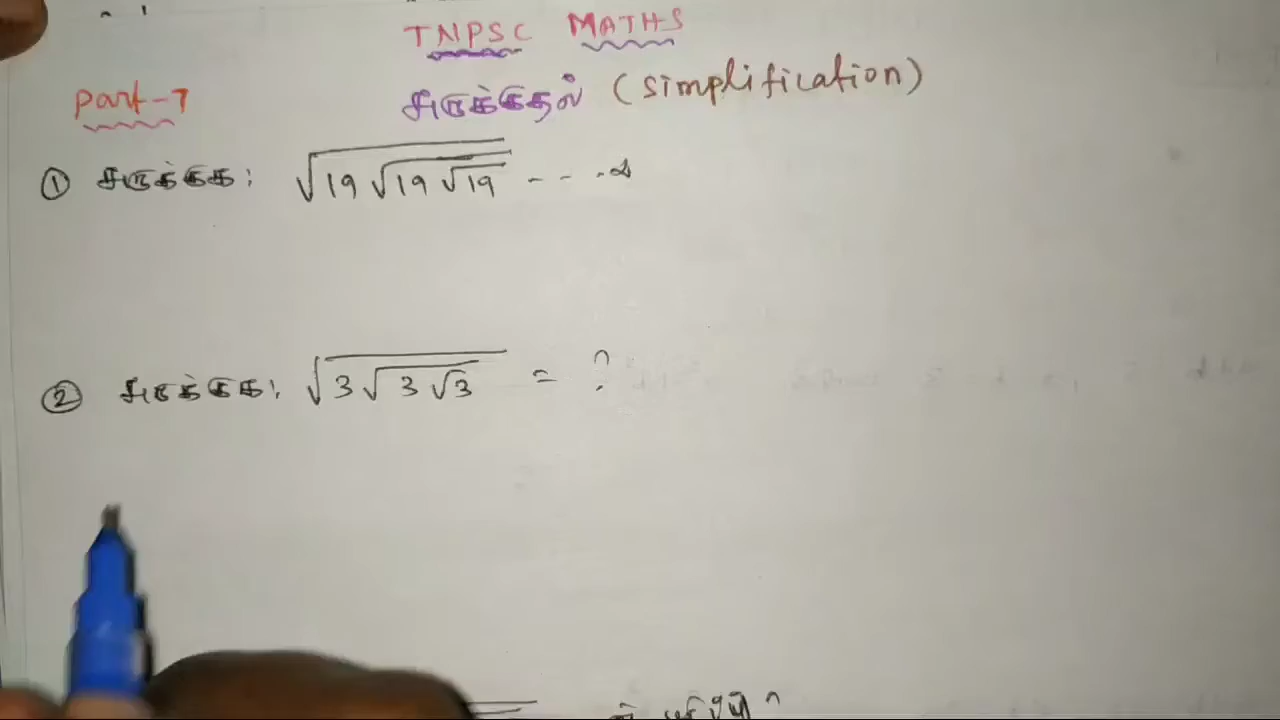 TNPSC MATHS
Part-7
சுருக்குதல் (simplification)
① சுருக்குக: √19√19√19 - - . . ∞
② சுருக்குக: √3√3√3 = ?